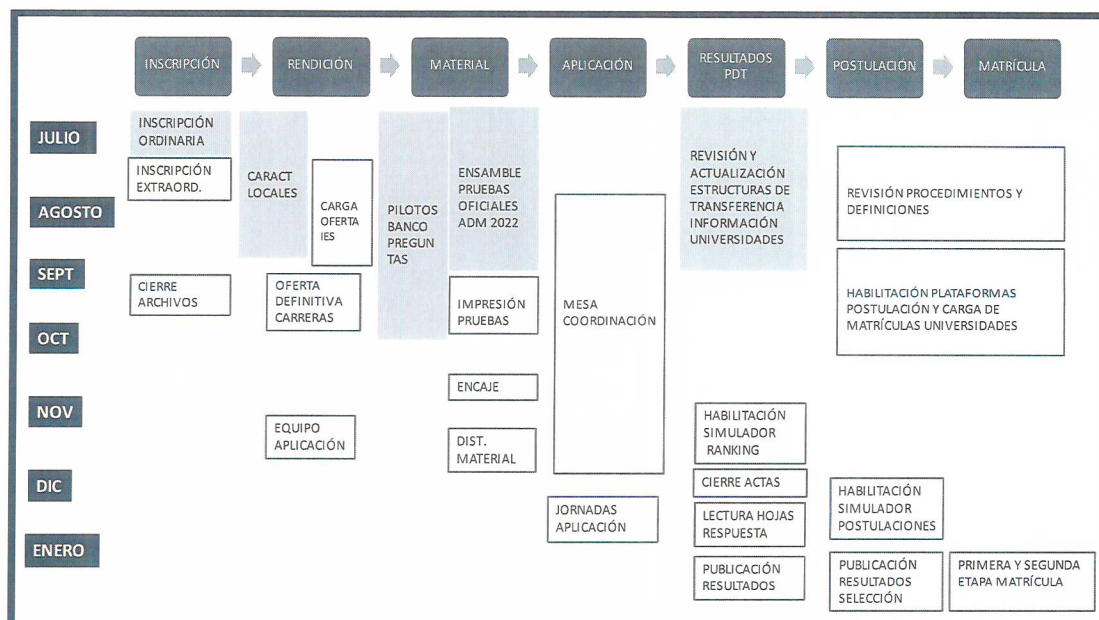 INSCRIPCIÓN
RENDICIÓN
MATERIAL
APLICACIÓN
RESULTADOS
PDT
POSTULACIÓN
MATRÍCULA
JULIO
AGOSTO
SEPT
OCT
NOV
DIC
ENERO
INSCRIPCIÓN
ORDINARIA
INSCRIPCIÓN
EXTRAORD.
CIERRE
ARCHIVOS
CARACT
LOCALES
CARGA
OFERTA
IES
OFERTA
DEFINITIVA
CARRERAS
EQUIPO
APLICACIÓN
PILOTOS
BANCO
PREGUN
TAS
ENSAMBLE
PRUEBAS
OFICIALES
ADM 2022
IMPRESIÓN
PRUEBAS
ENCAJE
DIST.
MATERIAL
MESA
COORDINACIÓN
JORNADAS
APLICACIÓN
REVISIÓN Y
ACTUALIZACIÓN
ESTRUCTURAS DE
TRANSFERENCIA
INFORMACIÓN
UNIVERSIDADES
HABILITACIÓN
SIMULADOR
RANKING
CIERRE ACTAS
LECTURA HOJAS
RESPUESTA
PUBLICACIÓN
RESULTADOS
REVISIÓN PROCEDIMIENTOS Y
DEFINICIONES
HABILITACIÓN PLATAFORMAS
POSTULACIÓN Y CARGA DE
MATRÍCULAS UNIVERSIDADES
HABILITACIÓN
SIMULADOR
POSTULACIONES
PUBLICACIÓN
RESULTADOS
SELECCIÓN
PRIMERA Y SEGUNDA
ETAPA MATRÍCULA